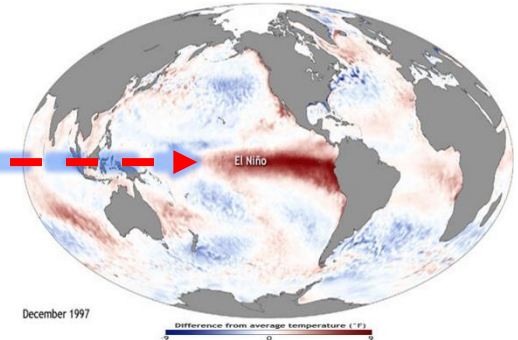 El Niño
December 1997
Difference from average temperature (°F)
-9 0 9